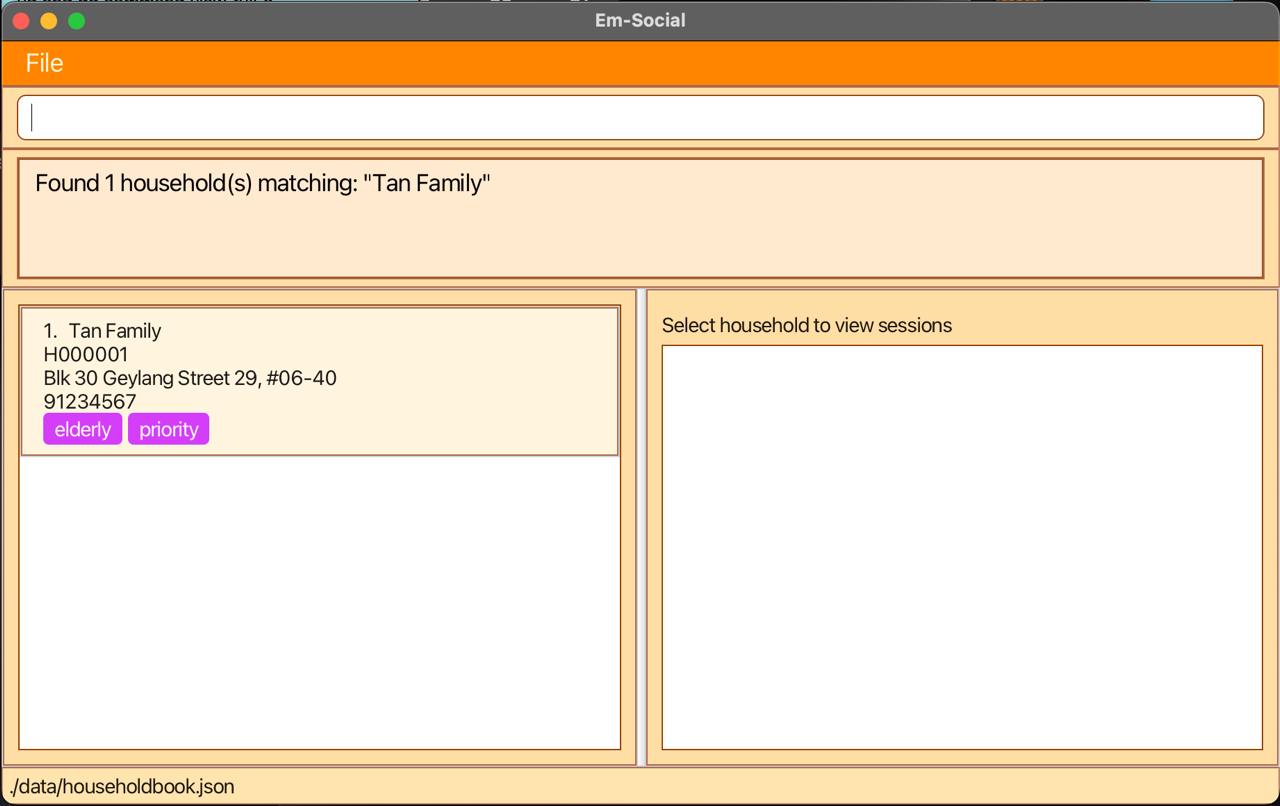 Em-Social
File
Found 1 household(s) matching: "Tan Family"
1. Tan Family
H000001
Blk 30 Geylang Street 29, #06-40
91234567
elderly priority
Select household to view sessions
./data/householdbook.json